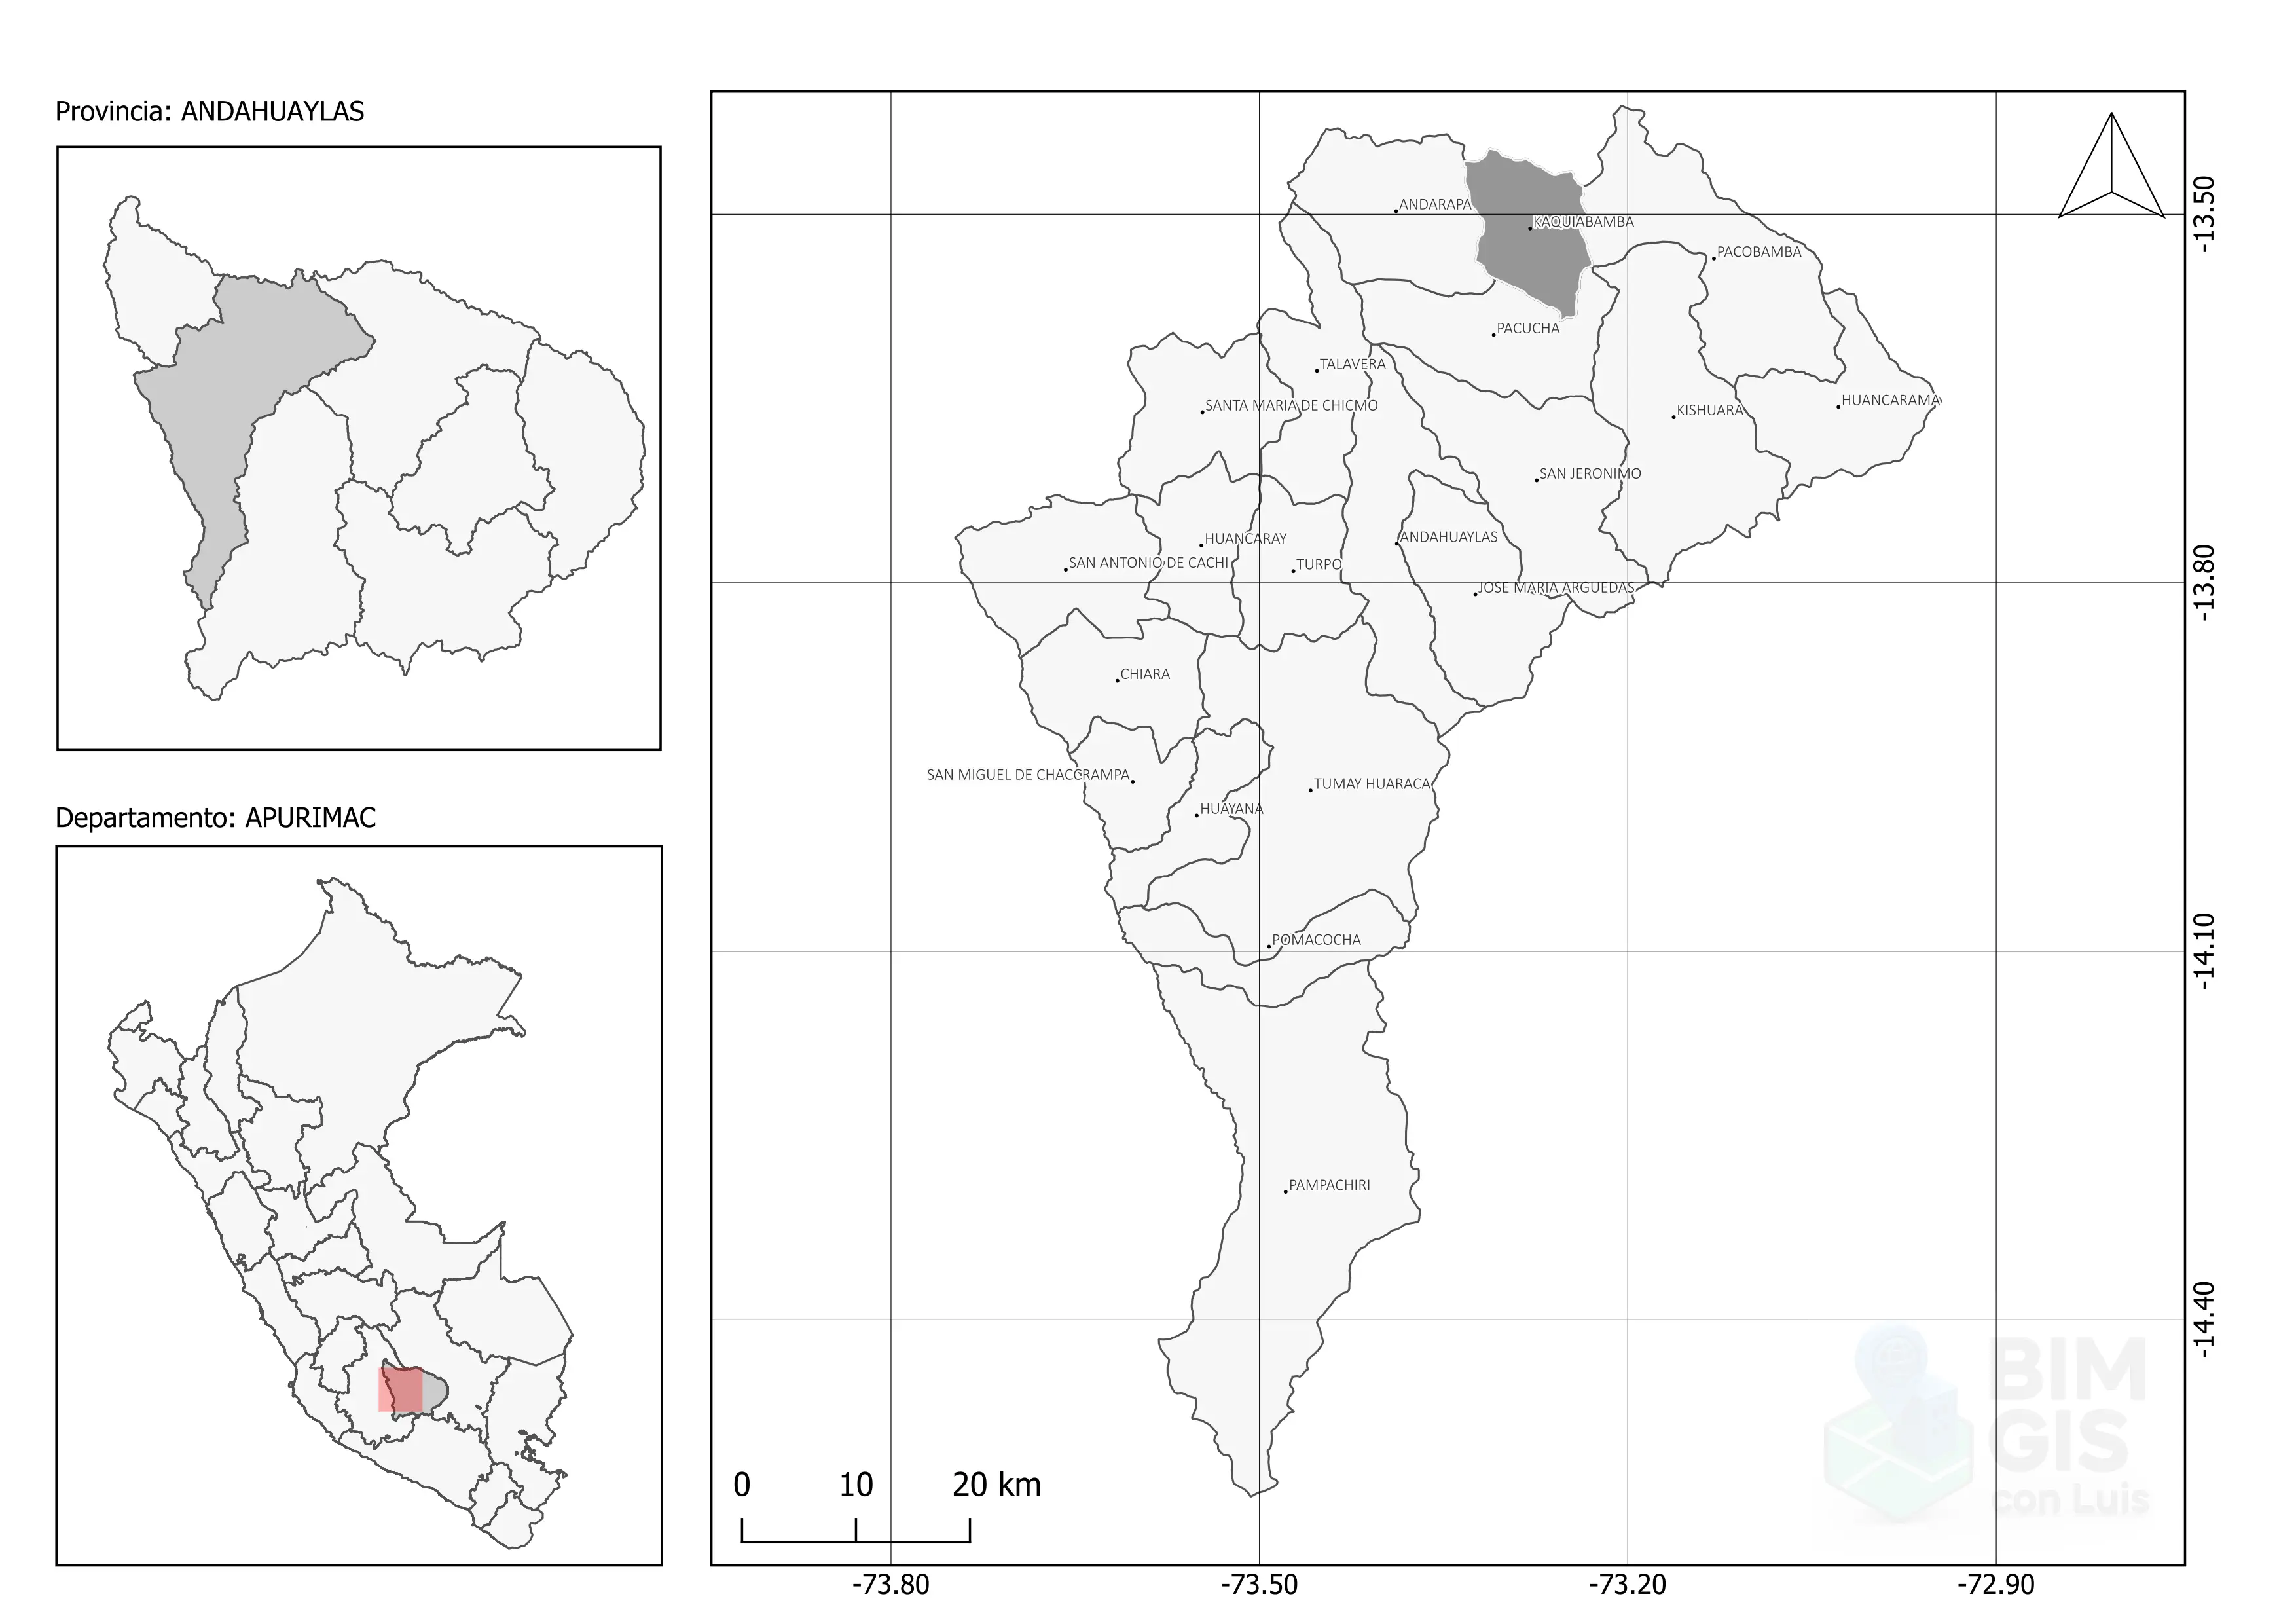 Provincia: ANDAHUAYLAS
Departamento: APURIMAC
ANDARAPA
KAQUIABAMBA
PACOBAMBA
PACUCHA
TALAVERA
SANTA MARIA DE CHICMO
HUANCARAMA
KISHUARA
SAN JERONIMO
HUANCARAY
ANDAHUAYLAS
SAN ANTONIO DE CACHI
TURPO
JOSE MARIA ARGUEDAS
CHIARA
SAN MIGUEL DE CHACCRAMPA
TUMAY HUARACA
HUAYANA
POMACOCHA
PAMPACHIRI
-13.50
-13.80
-14.10
-14.40
BIM
GIS
con Luis
0 10 20 km
-73.80 -73.50 -73.20 -72.90